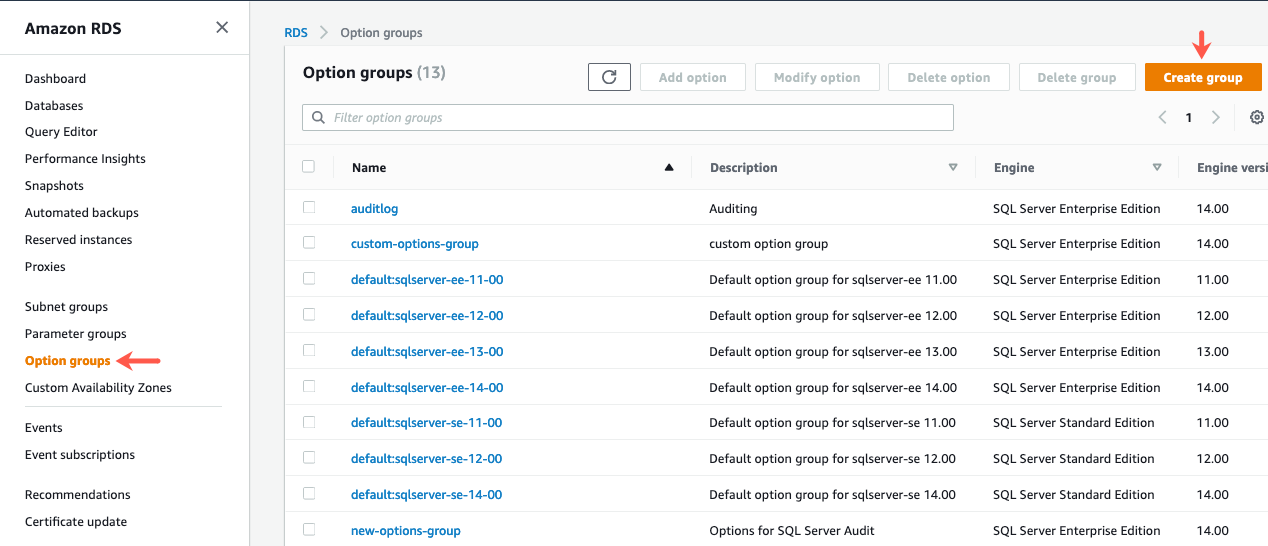 Amazon RDS
Dashboard
Databases
Query Editor
Performance Insights
Snapshots
Automated backups
Reserved instances
Proxies
Subnet groups
Parameter groups
Option groups
Custom Availability Zones
Events
Event subscriptions
Recommendations
Certificate update
RDS Option groups
Option groups (13) Add option Modify option Delete option Delete group Create group
Filter option groups 1
Name Description Engine Engine versi
auditlog Auditing SQL Server Enterprise Edition 14.00
custom-options-group custom option group SQL Server Enterprise Edition 14.00
default:sqlserver-ee-11-00 Default option group for sqlserver-ee 11.00 SQL Server Enterprise Edition 11.00
default:sqlserver-ee-12-00 Default option group for sqlserver-ee 12.00 SQL Server Enterprise Edition 12.00
default:sqlserver-ee-13-00 Default option group for sqlserver-ee 13.00 SQL Server Enterprise Edition 13.00
default:sqlserver-ee-14-00 Default option group for sqlserver-ee 14.00 SQL Server Enterprise Edition 14.00
default:sqlserver-se-11-00 Default option group for sqlserver-se 11.00 SQL Server Standard Edition 11.00
default:sqlserver-se-12-00 Default option group for sqlserver-se 12.00 SQL Server Standard Edition 12.00
default:sqlserver-se-14-00 Default option group for sqlserver-se 14.00 SQL Server Standard Edition 14.00
new-options-group Options for SQL Server Audit SQL Server Enterprise Edition 14.00